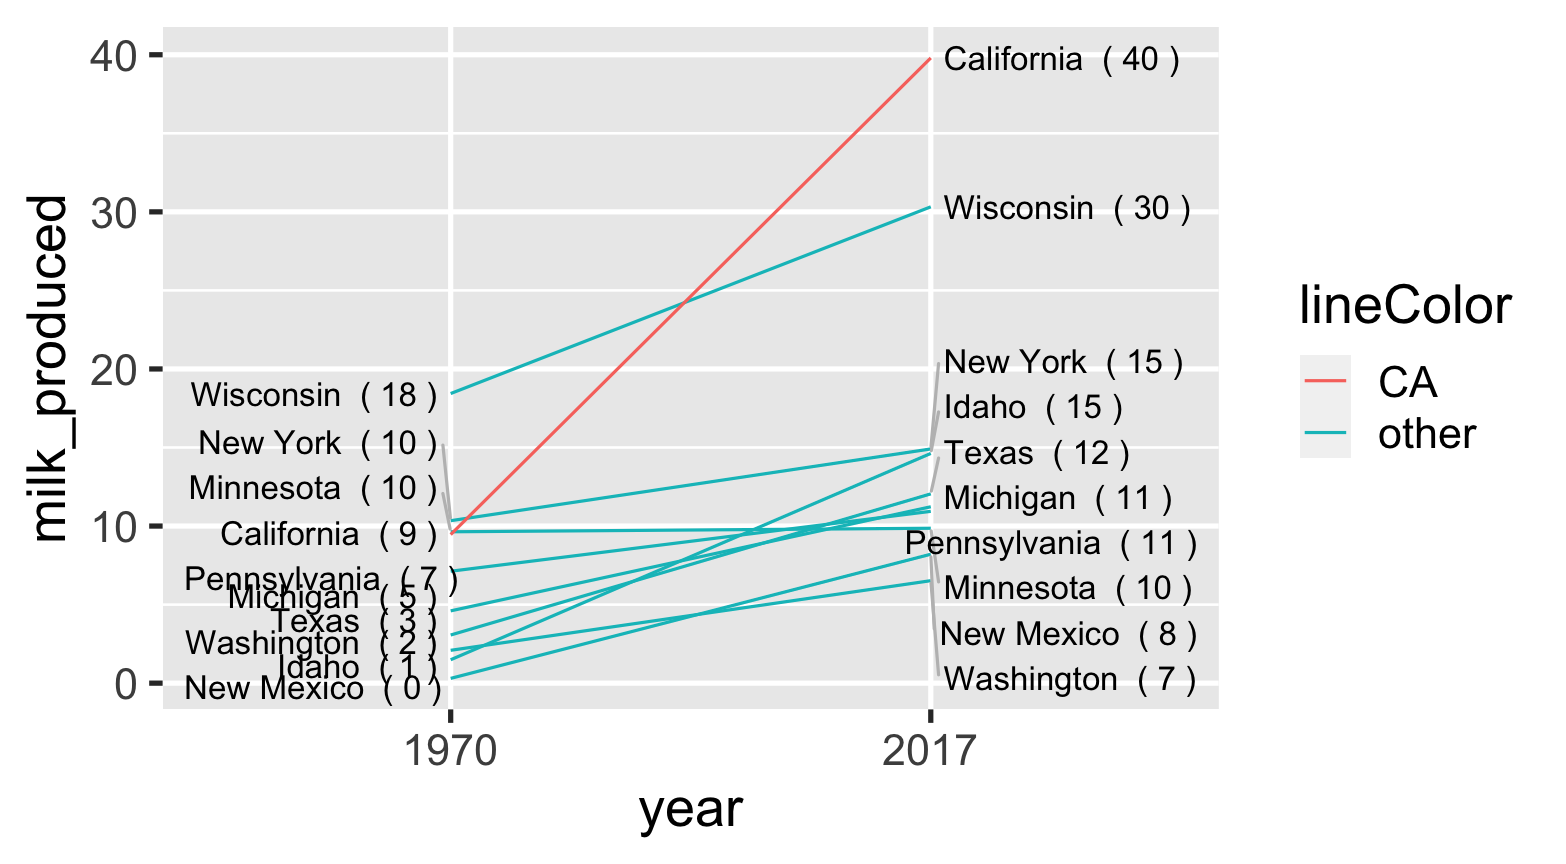 40
30
20
10
0
milk_produced
Wisconsin ( 18 )
New York ( 10 )
Minnesota ( 10 )
California ( 9 )
Pennsylvania ( 7 )
Michigan ( 5 )
Texas ( 3 )
Washington ( 2 )
Idaho ( 1 )
New Mexico ( 0 )
California ( 40 )
Wisconsin ( 30 )
New York ( 15 )
Idaho ( 15 )
Texas ( 12 )
Michigan ( 11 )
Pennsylvania ( 11 )
Minnesota ( 10 )
New Mexico ( 8 )
Washington ( 7 )
1970
2017
year
lineColor
CA
other